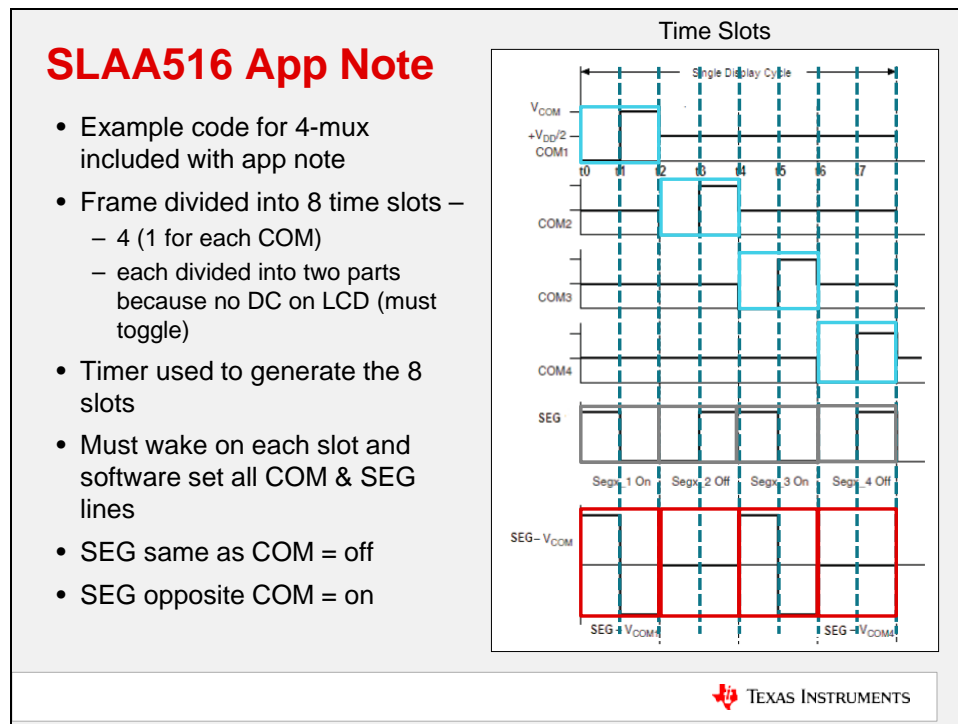 SLAA516 App Note
• Example code for 4-mux
included with app note
• Frame divided into 8 time slots –
– 4 (1 for each COM)
– each divided into two parts
because no DC on LCD (must
toggle)
• Timer used to generate the 8
slots
• Must wake on each slot and
software set all COM & SEG
lines
• SEG same as COM = off
• SEG opposite COM = on
Time Slots
Single Display Cycle
VCOM
+VDD/2
COM1
t0 t1 t2 t3 t4 t5 t6 t7
COM2
COM3
COM4
SEG
Segx_1 On Segx_2 Off Segx_3 On Segx_4 Off
SEG–VCOM
SEG–VCOM1 SEG–VCOM4
TEXAS INSTRUMENTS